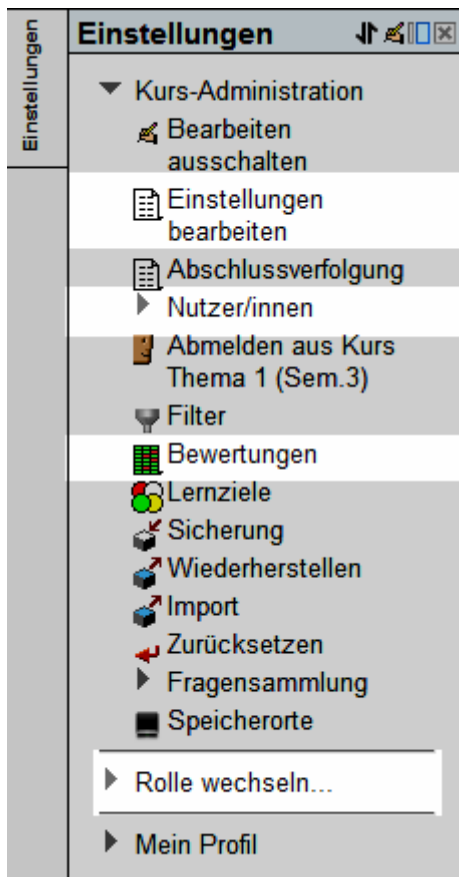 Einstellungen
Einstellungen
Kurs-Administration
Bearbeiten
ausschalten
Einstellungen
bearbeiten
Abschlussverfolgung
Nutzer/innen
Abmelden aus Kurs
Thema 1 (Sem.3)
Filter
Bewertungen
Lernziele
Sicherung
Wiederherstellen
Import
Zurücksetzen
Fragensammlung
Speicherorte
Rolle wechseln...
Mein Profil